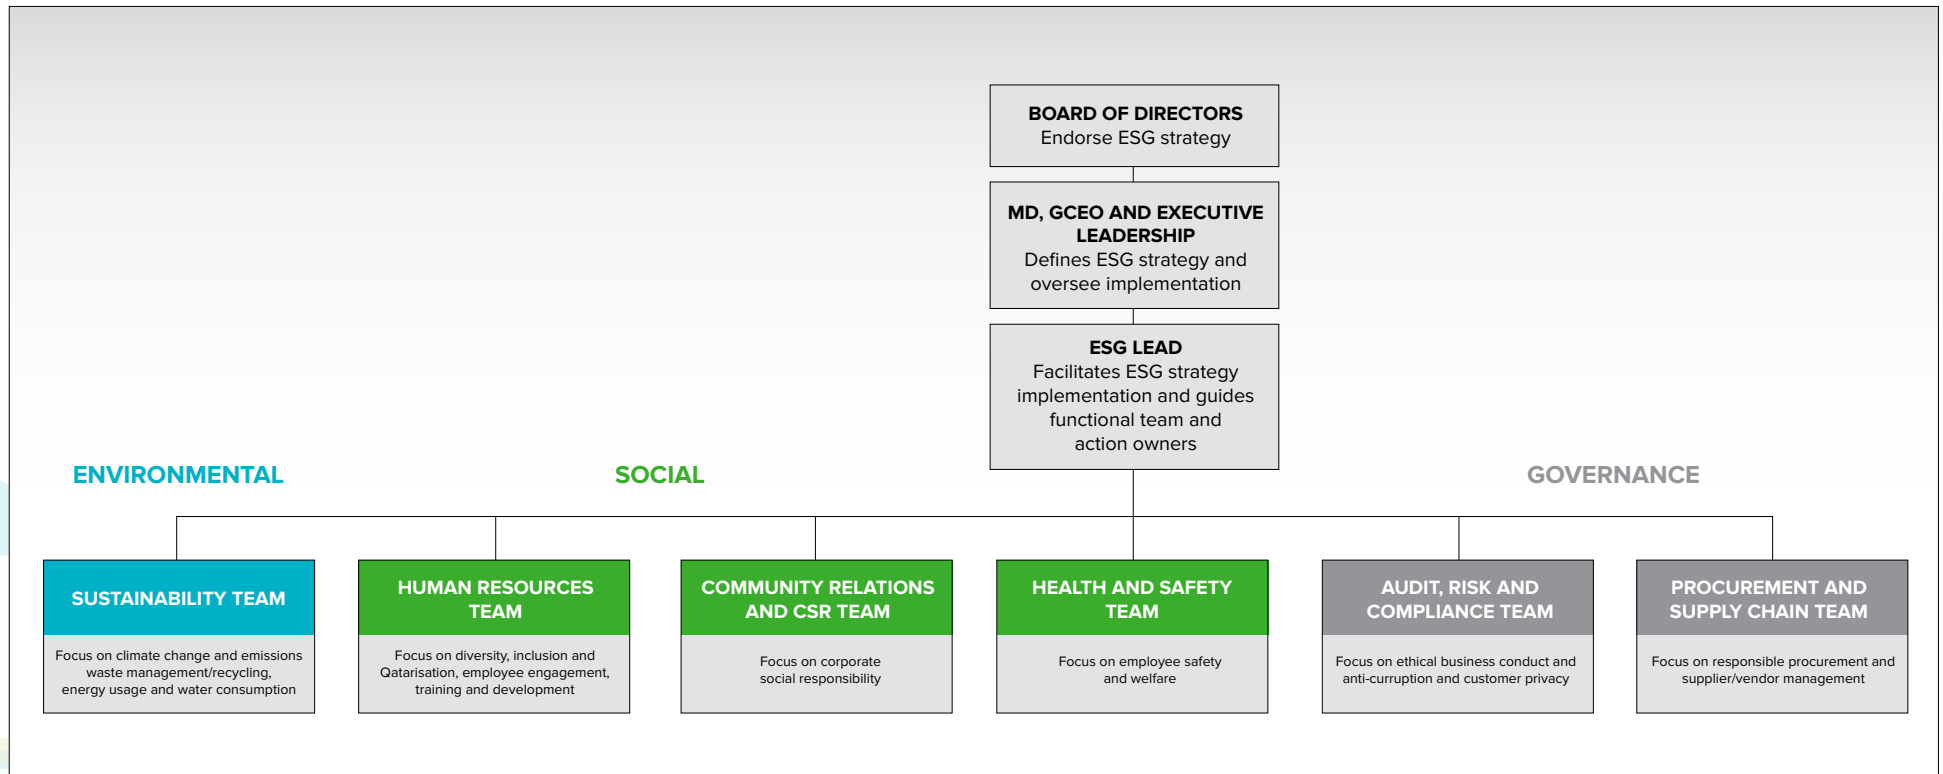 BOARD OF DIRECTORS
Endorse ESG strategy
MD, GCEO AND EXECUTIVE
LEADERSHIP
Defines ESG strategy and
oversee implementation
ESG LEAD
Facilitates ESG strategy
implementation and guides
functional team and
action owners
ENVIRONMENTAL
SOCIAL
GOVERNANCE
SUSTAINABILITY TEAM
Focus on climate change and emissions
waste management/recycling,
energy usage and water consumption
HUMAN RESOURCES
TEAM
Focus on diversity, inclusion and
Qatarisation, employee engagement,
training and development
COMMUNITY RELATIONS
AND CSR TEAM
Focus on corporate
social responsibility
HEALTH AND SAFETY
TEAM
Focus on employee safety
and welfare
AUDIT, RISK AND
COMPLIANCE TEAM
Focus on ethical business conduct and
anti-curruption and customer privacy
PROCUREMENT AND
SUPPLY CHAIN TEAM
Focus on responsible procurement and
supplier/vendor management